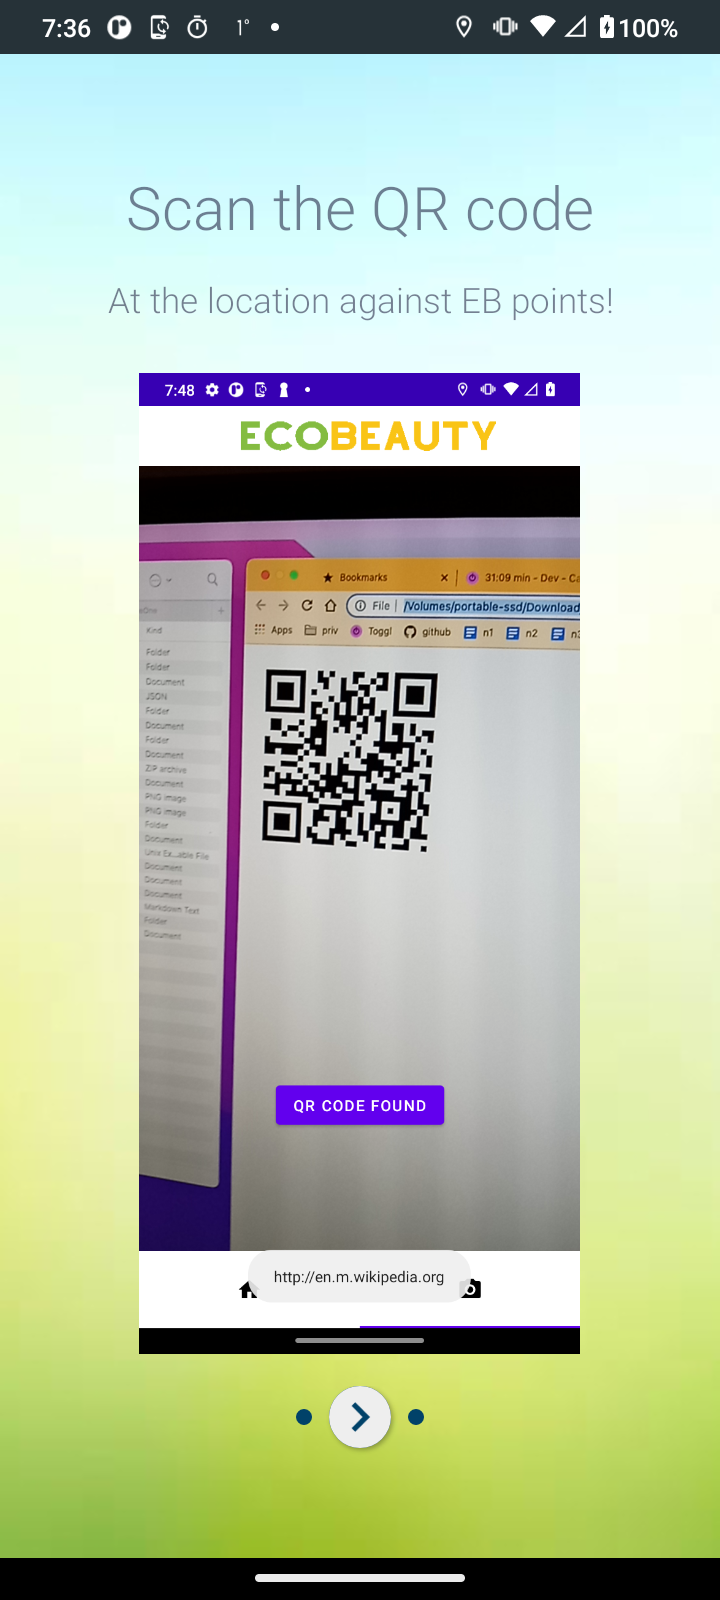 7:36
1°
100%
Scan the QR code
At the location against EB points!
7:48
ECOBEAUTY
Bookmarks
31:09 min - Dev - Ca
File
/Volumes/portable-ssd/Download
Apps
priv
Toggl
github
n1
n2
Kind
Folder
Folder
Document
JSON
Folder
Document
Folder
Document
ZIP archive
Document
PNG image
PNG image
Folder
Document
Unix Ex...able File
Document
Document
Document
Markdown Text
Folder
Document
QR CODE FOUND
http://en.m.wikipedia.org